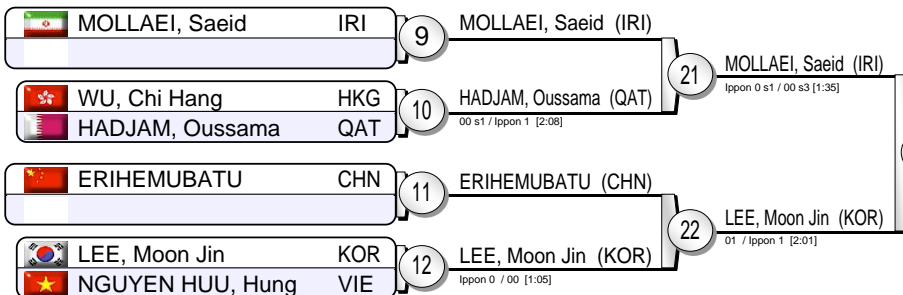 MOLLAEI, Saeid IRI
9
MOLLAEI, Saeid (IRI)
WU, Chi Hang HKG
HADJAM, Oussama QAT
10
HADJAM, Oussama (QAT)
00 s1 / Ippon 1 [2:08]
21
MOLLAEI, Saeid (IRI)
Ippon 0 s1 / 00 s3 [1:35]
ERIHEMUBATU CHN
11
ERIHEMUBATU (CHN)
LEE, Moon Jin KOR
NGUYEN HUU, Hung VIE
12
LEE, Moon Jin (KOR)
Ippon 0 / 00 [1:05]
22
LEE, Moon Jin (KOR)
01 / Ippon 1 [2:01]